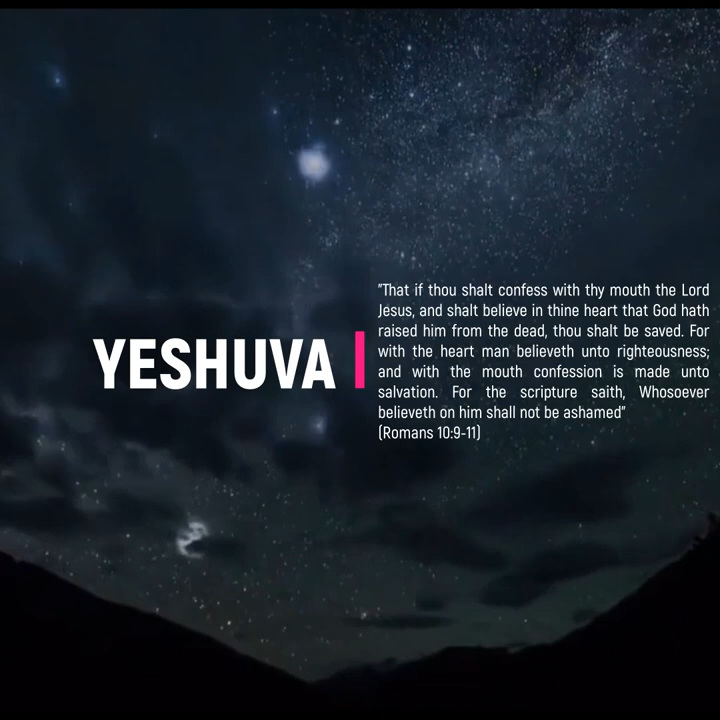 YESHUVA
"That if thou shalt confess with thy mouth the Lord
Jesus, and shalt believe in thine heart that God hath
raised him from the dead, thou shalt be saved. For
with the heart man believeth unto righteousness;
and with the mouth confession is made unto
salvation. For the scripture saith, Whosoever
believeth on him shall not be ashamed"
(Romans 10:9-11)